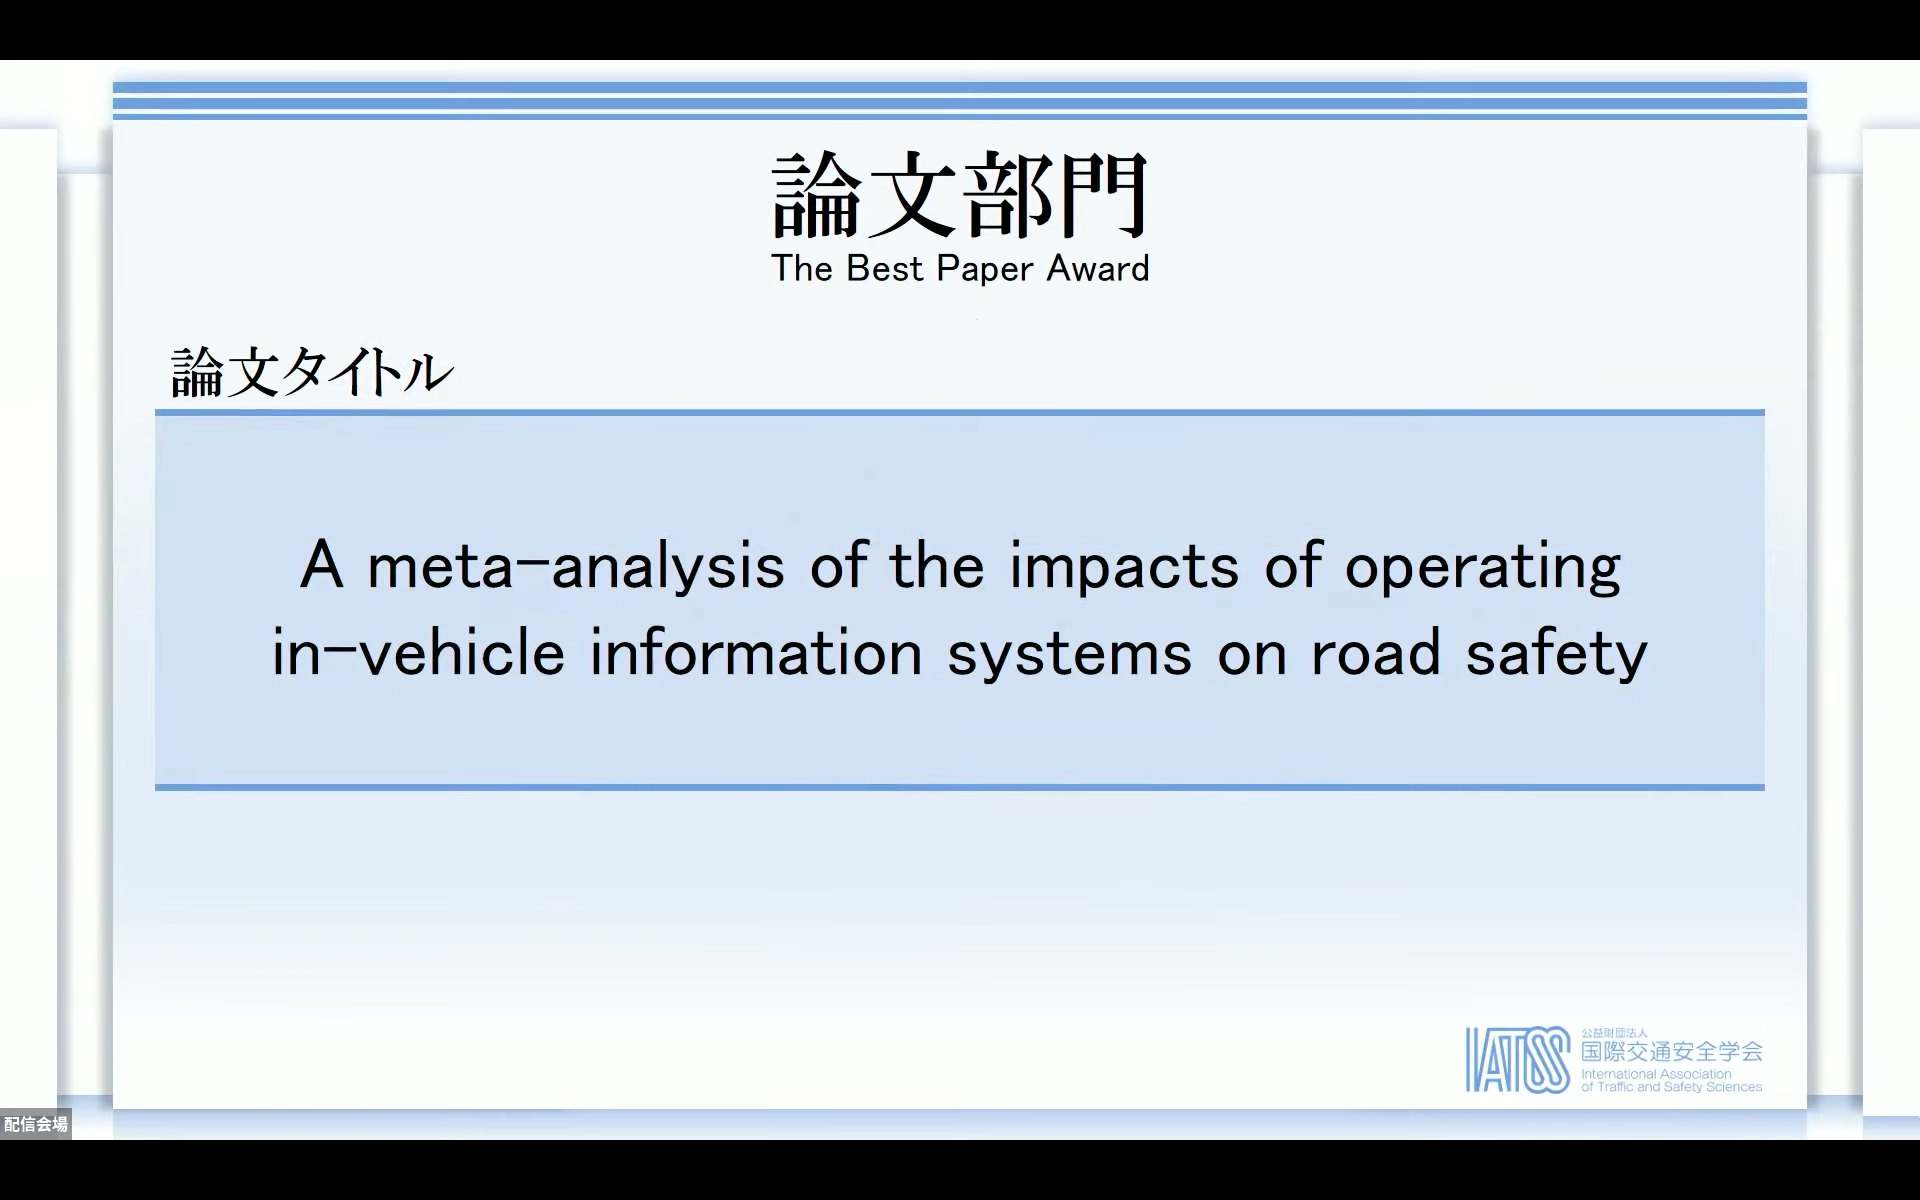 論文部門
The Best Paper Award
論文タイトル
A meta-analysis of the impacts of operating
in-vehicle information systems on road safety
IATSS
公益財団法人
国際交通安全学会
International Association
of Traffic and Safety Sciences
配信会場